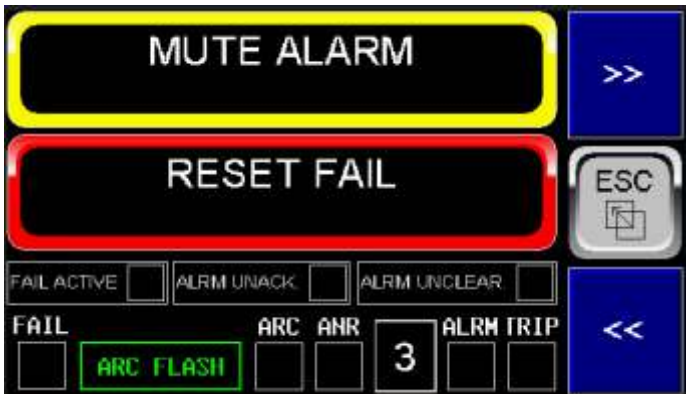 MUTE ALARM
>>
RESET FAIL
ESC
FAIL ACTIVE ALRM UNACK. ALRM UNCLEAR
FAIL ARC ANR ALRM TRIP
ARC FLASH 3
<<